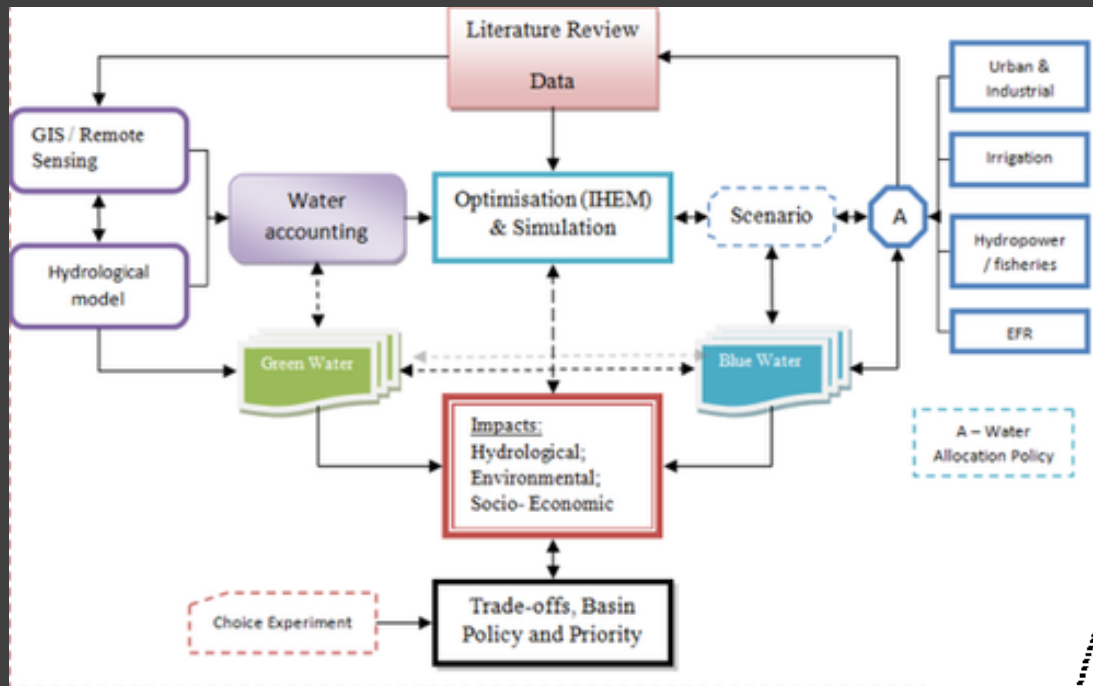 Literature Review
Data
GIS / Remote
Sensing
Hydrological
model
Water
accounting
Optimisation (IHEM)
& Simulation
Scenario
A
Urban &
Industrial
Irrigation
Hydropower
/ fisheries
EFR
Green Water
Blue Water
Impacts:
Hydrological;
Environmental;
Socio- Economic
A – Water
Allocation Policy
Choice Experiment
Trade-offs, Basin
Policy and Priority